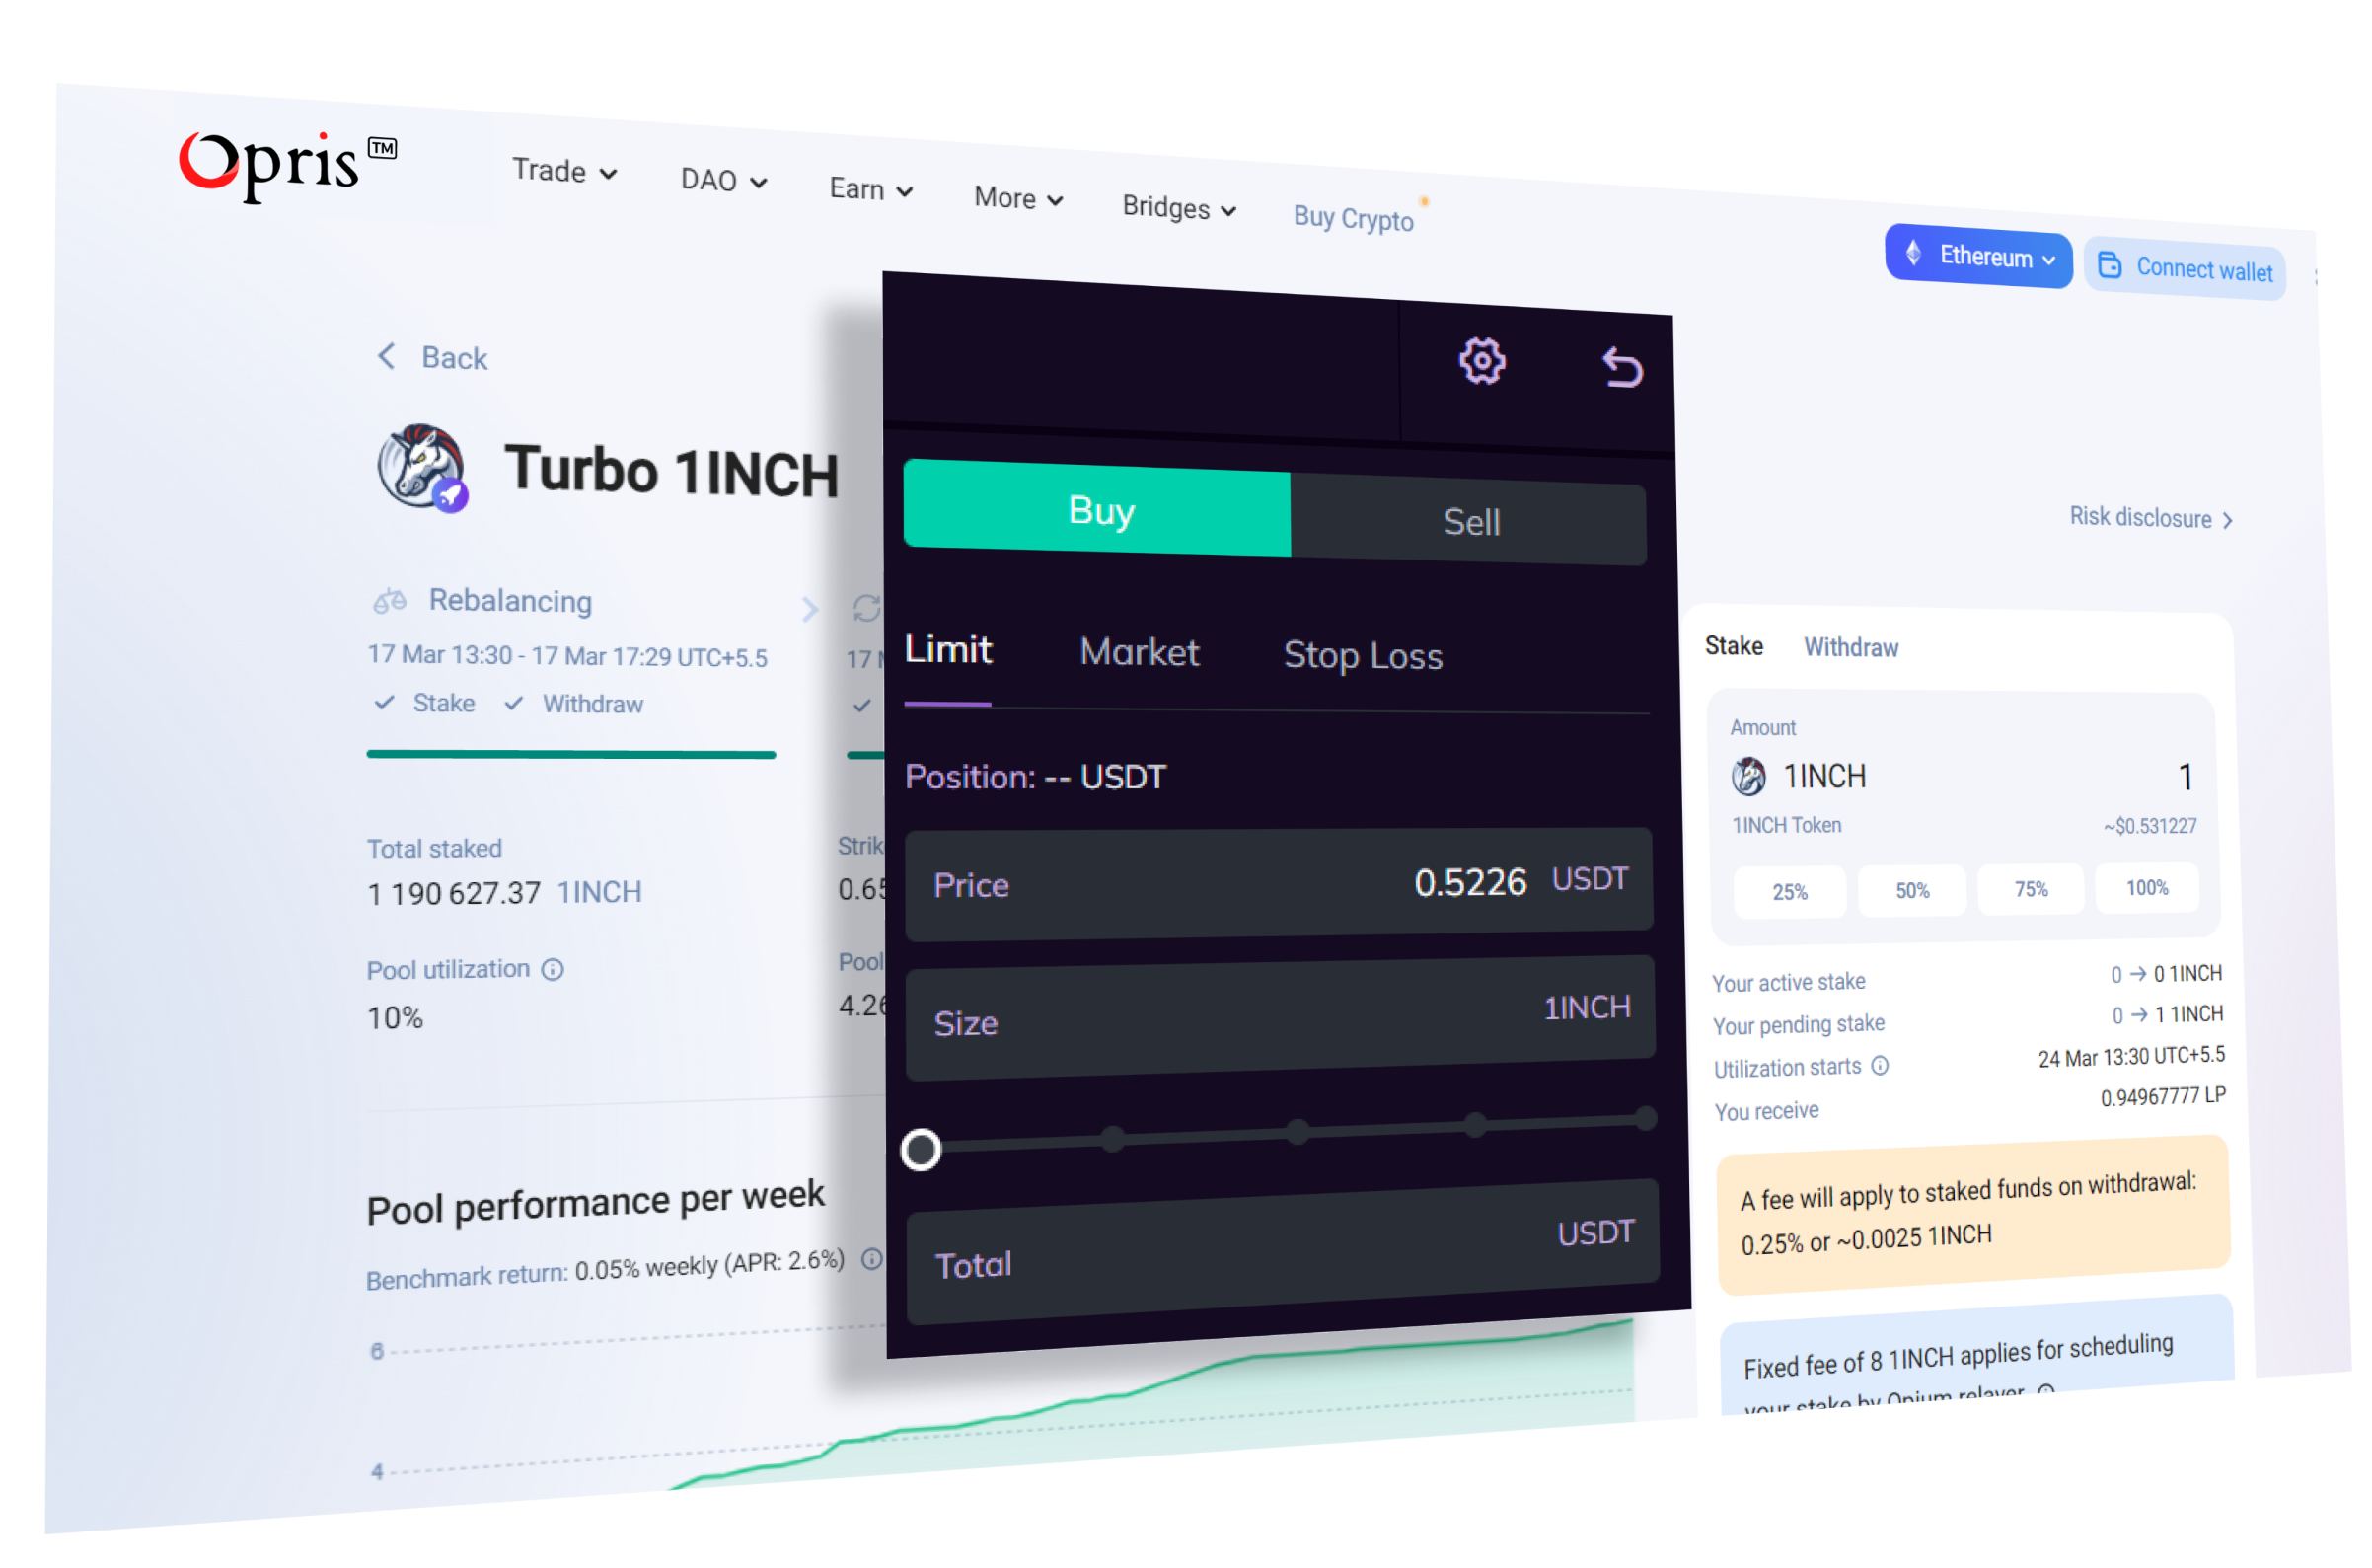 Opris TM
Trade
DAO
Earn
More
Bridges
Buy Crypto
Ethereum
Connect wallet
Back
Turbo 1INCH
Risk disclosure
Rebalancing
17 Mar 13:30 - 17 Mar 17:29 UTC+5.5
17
Stake
Withdraw
Total staked
1 190 627.37 1INCH
Strik
0.65
Pool utilization
10%
Pool
4.26
Pool performance per week
Benchmark return: 0.05% weekly (APR: 2.6%)
6
4
Buy
Sell
Limit
Market
Stop Loss
Position: -- USDT
Price
0.5226 USDT
Size
1INCH
Total
USDT
Stake
Withdraw
Amount
1INCH
1
1INCH Token
~$0.531227
25%
50%
75%
100%
Your active stake
0 → 0 1INCH
Your pending stake
0 → 1 1INCH
Utilization starts
24 Mar 13:30 UTC+5.5
You receive
0.94967777 LP
A fee will apply to staked funds on withdrawal:
0.25% or ~0.0025 1INCH
Fixed fee of 8 1INCH applies for scheduling
your stake by Opium relayer